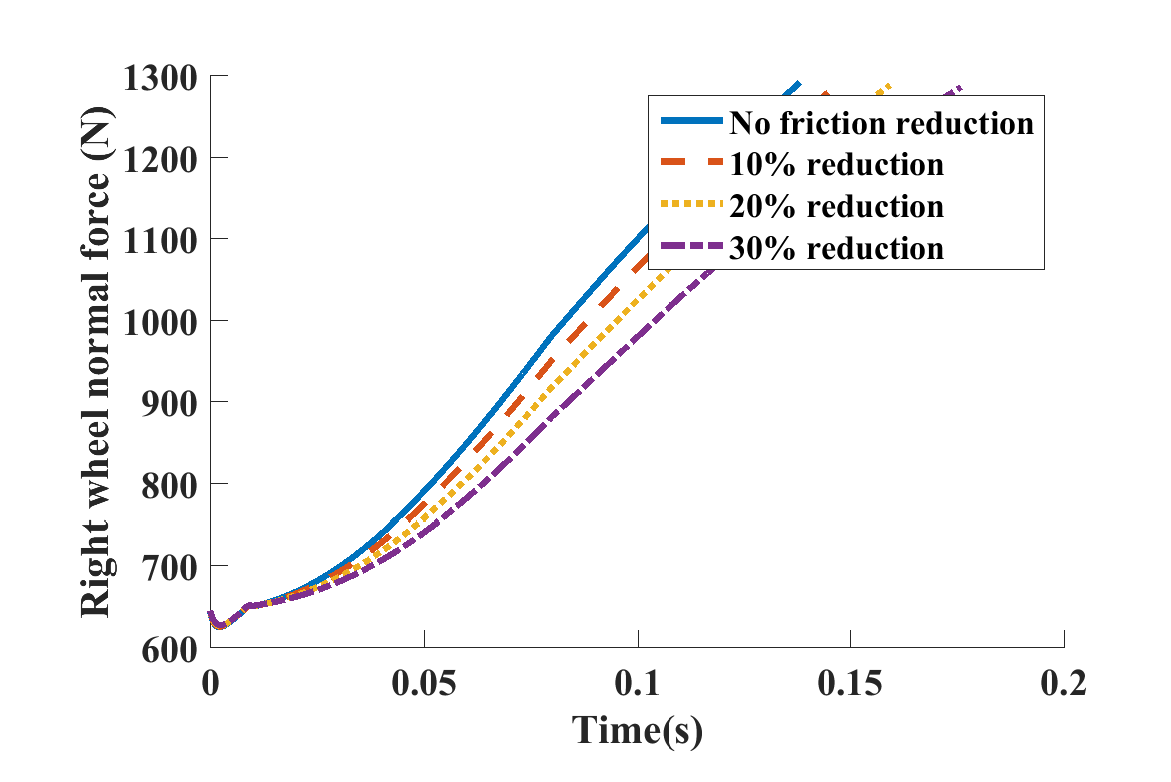 1300
1200
1100
1000
900
800
700
600
Right wheel normal force (N)
No friction reduction
10% reduction
20% reduction
30% reduction
0 0.05 0.1 0.15 0.2
Time(s)